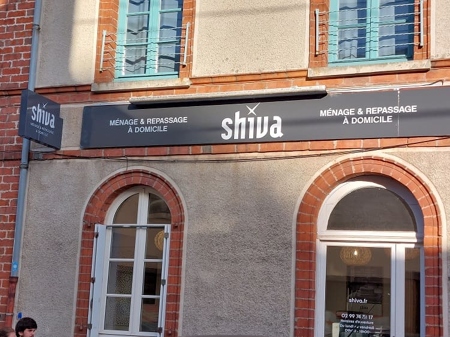 MÉNAGE & REPASSAGE
À DOMICILE
shiva
MÉNAGE & REPASSAGE
À DOMICILE
shiva
shiva.fr